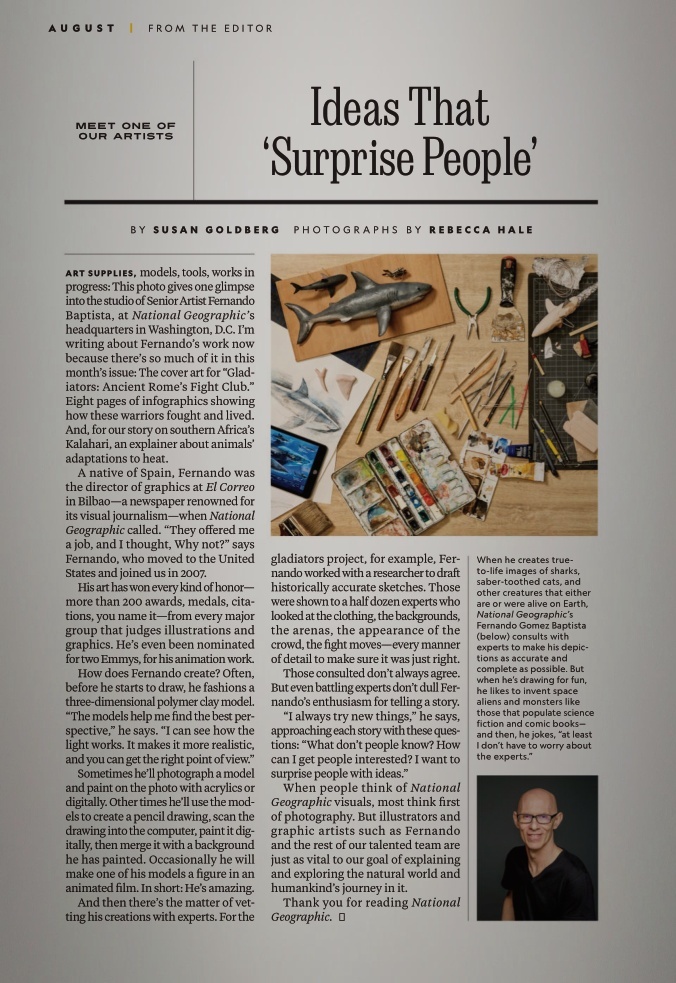 AUGUST | FROM THE EDITOR
MEET ONE OF
OUR ARTISTS
Ideas That
‘Surprise People’
BY SUSAN GOLDBERG PHOTOGRAPHS BY REBECCA HALE
ART SUPPLIES, models, tools, works in
progress: This photo gives one glimpse
into the studio of Senior Artist Fernando
Baptista, at National Geographic’s
headquarters in Washington, D.C. I’m
writing about Fernando’s work now
because there’s so much of it in this
month’s issue: The cover art for “Glad-
iators: Ancient Rome’s Fight Club.”
Eight pages of infographics showing
how these warriors fought and lived.
And, for our story on southern Africa’s
Kalahari, an explainer about animals’
adaptations to heat.
A native of Spain, Fernando was
the director of graphics at El Correo
in Bilbao—a newspaper renowned for
its visual journalism—when National
Geographic called. “They offered me
a job, and I thought, Why not?” says
Fernando, who moved to the United
States and joined us in 2007.
His art has won every kind of honor—
more than 200 awards, medals, cita-
tions, you name it—from every major
group that judges illustrations and
graphics. He’s even been nominated
for two Emmys, for his animation work.
How does Fernando create? Often,
before he starts to draw, he fashions a
three-dimensional polymer clay model.
“The models help me find the best per-
spective,” he says. “I can see how the
light works. It makes it more realistic,
and you can get the right point of view.”
Sometimes he’ll photograph a model
and paint on the photo with acrylics or
digitally. Other times he’ll use the mod-
els to create a pencil drawing, scan the
drawing into the computer, paint it dig-
itally, then merge it with a background
he has painted. Occasionally he will
make one of his models a figure in an
animated film. In short: He’s amazing.
And then there’s the matter of vet-
ting his creations with experts. For the
gladiators project, for example, Fer-
nando worked with a researcher to draft
historically accurate sketches. Those
were shown to a half dozen experts who
looked at the clothing, the backgrounds,
the arenas, the appearance of the
crowd, the fight moves—every manner
of detail to make sure it was just right.
Those consulted don’t always agree.
But even battling experts don’t dull Fer-
nando’s enthusiasm for telling a story.
“I always try new things,” he says,
approaching each story with these ques-
tions: “What don’t people know? How
can I get people interested? I want to
surprise people with ideas.”
When people think of National
Geographic visuals, most think first
of photography. But illustrators and
graphic artists such as Fernando
and the rest of our talented team are
just as vital to our goal of explaining
and exploring the natural world and
humankind’s journey in it.
Thank you for reading National
Geographic.
When he creates true-
to-life images of sharks,
saber-toothed cats, and
other creatures that either
are or were alive on Earth,
National Geographic’s
Fernando Gomez Baptista
(below) consults with
experts to make his depic-
tions as accurate and
complete as possible. But
when he’s drawing for fun,
he likes to invent space
aliens and monsters like
those that populate science
fiction and comic books—
and then, he jokes, “at least
I don’t have to worry about
the experts.”